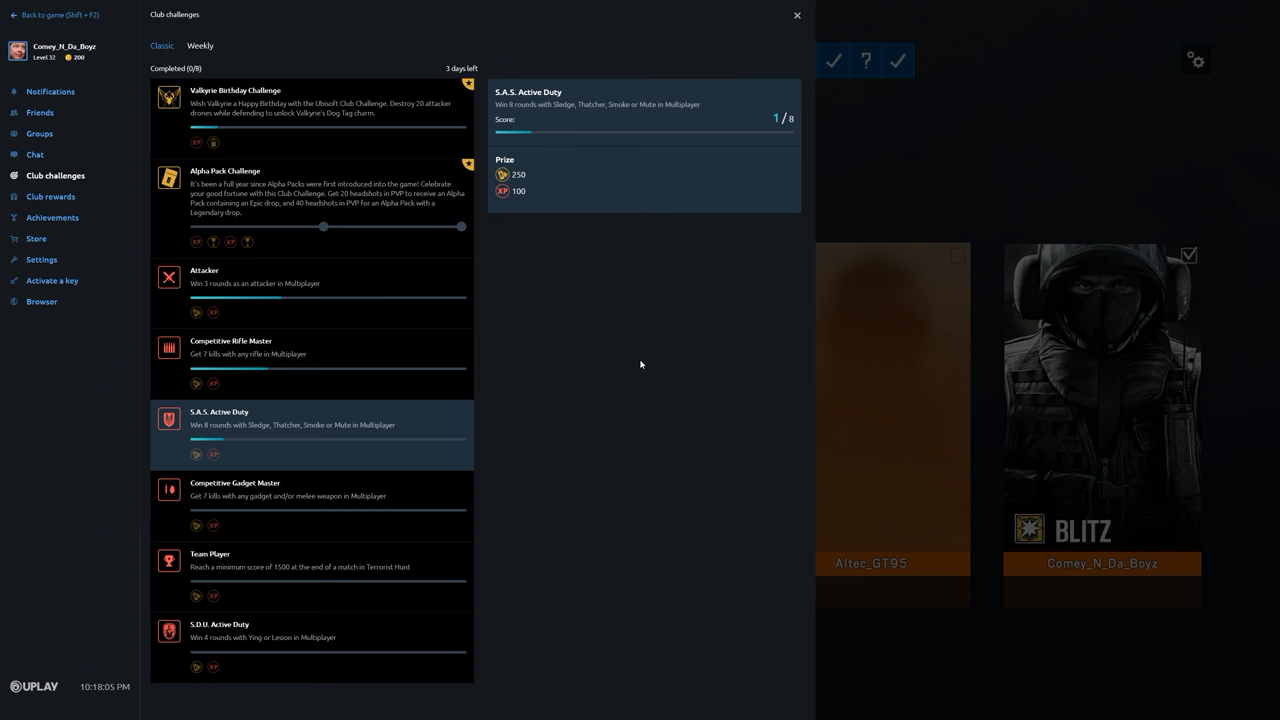 Back to game (Shift + F2)
Comey_N_Da_Boyz
Level 32 200
Notifications
Friends
Groups
Chat
Club challenges
Club rewards
Achievements
Store
Settings
Activate a key
Browser
UPLAY 10:18:05 PM
Club challenges
Classic Weekly
Completed (0/8) 3 days left
Valkyrie Birthday Challenge
Wish Valkyrie a Happy Birthday with the Ubisoft Club Challenge. Destroy 20 attacker
drones while defending to unlock Valkyrie's Dog Tag charm.
XP
Alpha Pack Challenge
It's been a full year since Alpha Packs were first introduced into the game! Celebrate
your good fortune with this Club Challenge. Get 20 headshots in PVP to receive an Alpha
Pack containing an Epic drop, and 40 headshots in PVP for an Alpha Pack with a
Legendary drop.
XP XP
Attacker
Win 3 rounds as an attacker in Multiplayer
XP
Competitive Rifle Master
Get 7 kills with any rifle in Multiplayer
XP
S.A.S. Active Duty
Win 8 rounds with Sledge, Thatcher, Smoke or Mute in Multiplayer
XP
Competitive Gadget Master
Get 7 kills with any gadget and/or melee weapon in Multiplayer
XP
Team Player
Reach a minimum score of 1500 at the end of a match in Terrorist Hunt
XP
S.D.U. Active Duty
Win 4 rounds with Ying or Lesion in Multiplayer
XP
S.A.S. Active Duty
Win 8 rounds with Sledge, Thatcher, Smoke or Mute in Multiplayer
Score: 1 / 8
Prize
250
XP 100
?
Altec_GT95
BLITZ
Comey_N_Da_Boyz